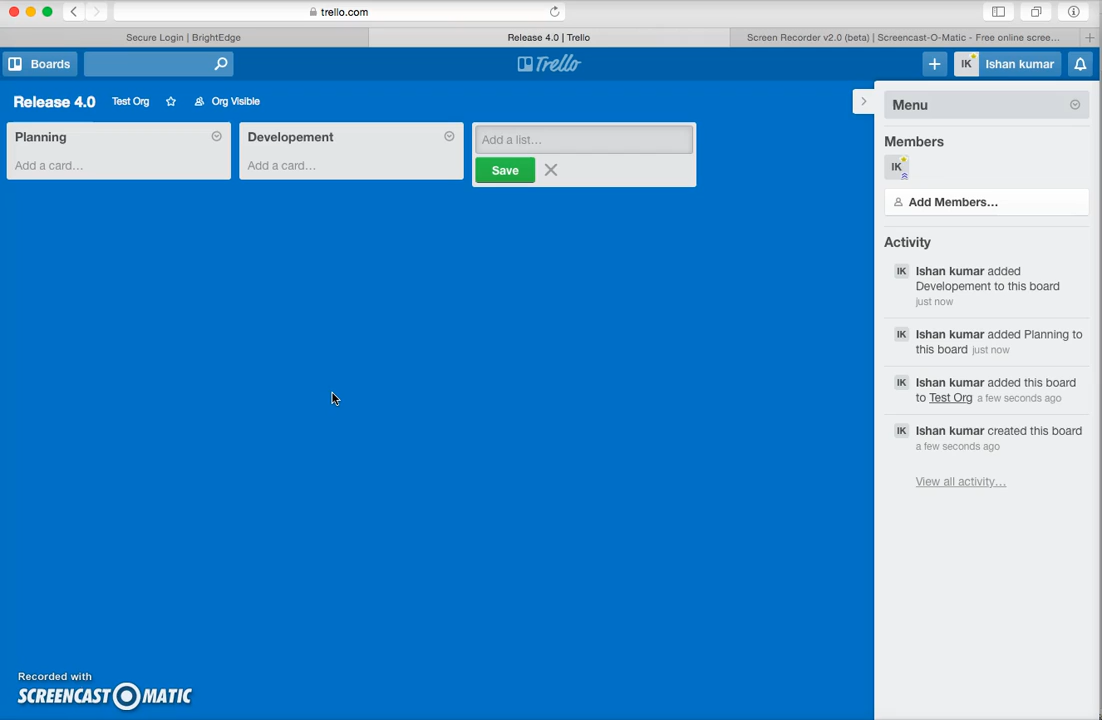 trello.com
Secure Login | BrightEdge
Release 4.0 | Trello
Screen Recorder v2.0 (beta) | Screencast-O-Matic - Free online scree...
Boards
Trello
IK Ishan kumar
Release 4.0
Test Org
Org Visible
Planning
Add a card...
Developement
Add a card...
Add a list...
Save
Menu
Members
IK
Add Members...
Activity
IK Ishan kumar added
Developement to this board
just now
IK Ishan kumar added Planning to
this board just now
IK Ishan kumar added this board
to Test Org a few seconds ago
IK Ishan kumar created this board
a few seconds ago
View all activity...
Recorded with
SCREENCAST O MATIC